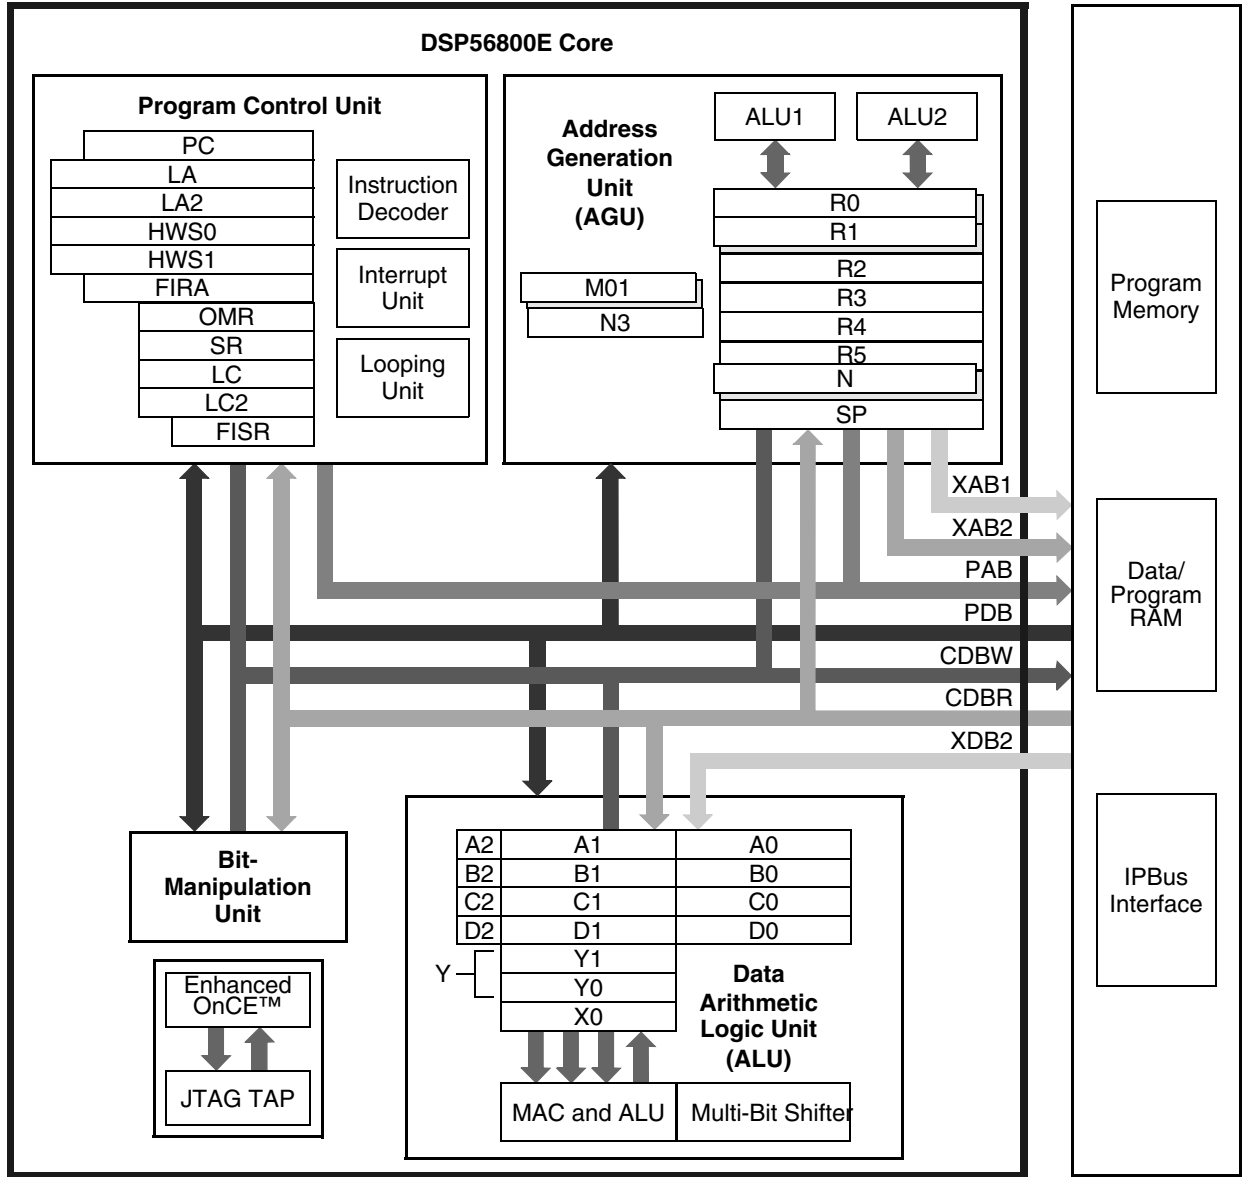 DSP56800E Core
Program Control Unit
PC
LA
LA2
HWS0
HWS1
FIRA
OMR
SR
LC
LC2
FISR
Instruction
Decoder
Interrupt
Unit
Looping
Unit
Address
Generation
Unit
(AGU)
ALU1
ALU2
R0
R1
R2
R3
R4
R5
N
SP
M01
N3
XAB1
XAB2
PAB
PDB
CDBW
CDBR
XDB2
Program
Memory
Data/
Program
RAM
IPBus
Interface
Bit-
Manipulation
Unit
Enhanced
OnCE™
JTAG TAP
A2 A1 A0
B2 B1 B0
C2 C1 C0
D2 D1 D0
Y
Y1
Y0
X0
Data
Arithmetic
Logic Unit
(ALU)
MAC and ALU
Multi-Bit Shifter